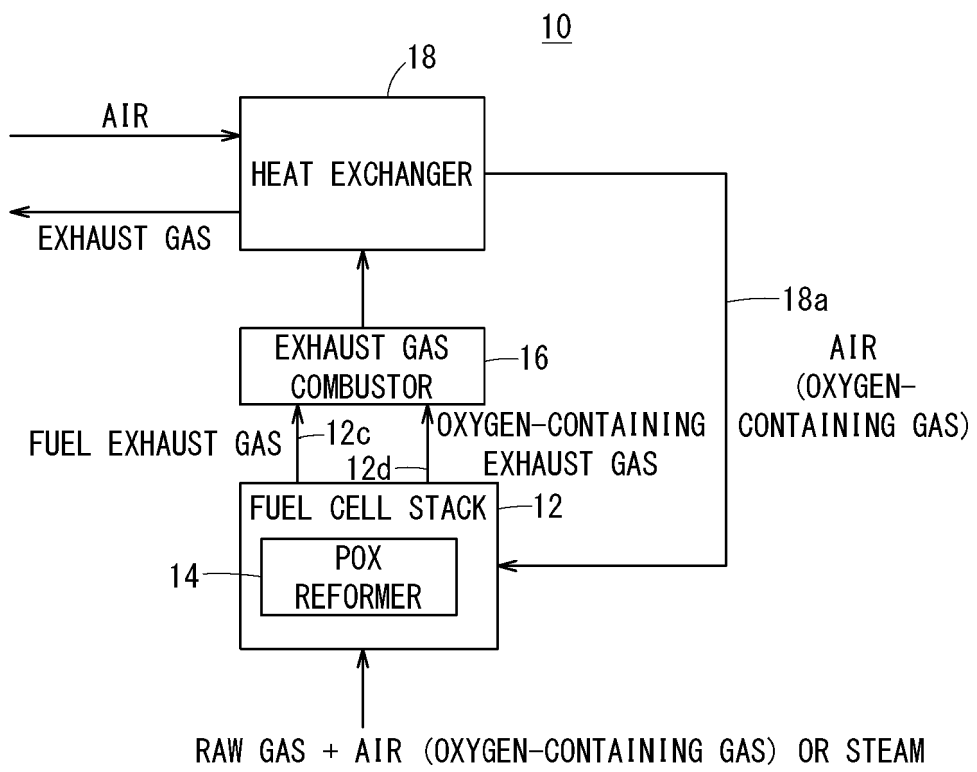 10
18
AIR
HEAT EXCHANGER
EXHAUST GAS
18a
EXHAUST GAS
COMBUSTOR
16
AIR
(OXYGEN-
CONTAINING GAS)
FUEL EXHAUST GAS
12c
12d
OXYGEN-CONTAINING
EXHAUST GAS
FUEL CELL STACK
12
14
POX
REFORMER
RAW GAS + AIR (OXYGEN-CONTAINING GAS) OR STEAM